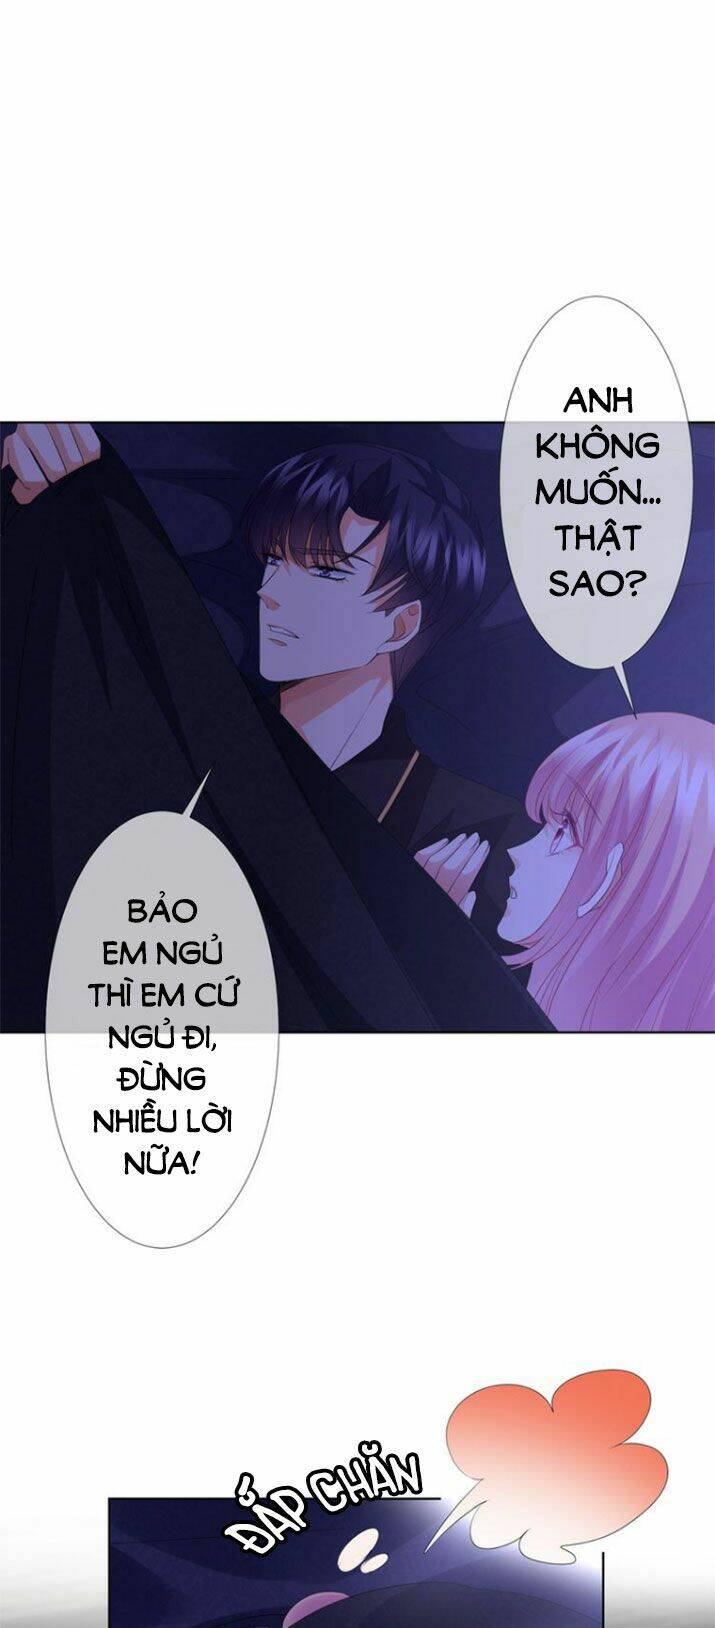 ANH
KHÔNG
MUỐN...
THẬT
SAO?
BẢO
EM NGỦ
THÌ EM CỨ
NGỦ ĐI,
ĐỪNG
NHIỀU LỜI
NỮA!
ĐẮP CHĂN